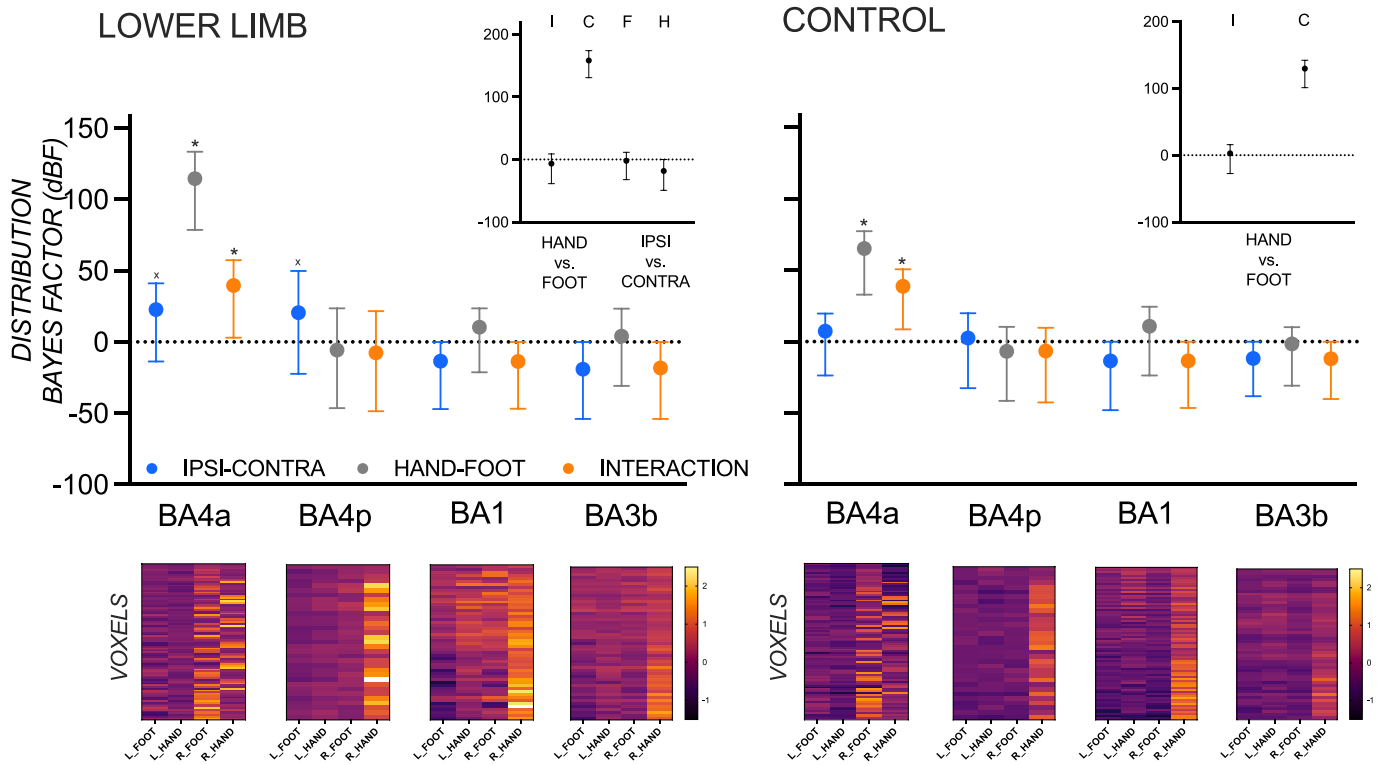 LOWER LIMB
DISTRIBUTION
BAYES FACTOR (dBF)
150
100
50
0
-50
-100
*
*
x
x
I C F H
200
100
0
-100
HAND
vs.
FOOT
IPSI
vs.
CONTRA
IPSI-CONTRA HAND-FOOT INTERACTION
BA4a BA4p BA1 BA3b
VOXELS
L_FOOT L_HAND R_FOOT R_HAND
L_FOOT L_HAND R_FOOT R_HAND
L_FOOT L_HAND R_FOOT R_HAND
L_FOOT L_HAND R_FOOT R_HAND
2
1
0
-1
CONTROL
*
*
I C
200
100
0
-100
HAND
vs.
FOOT
BA4a BA4p BA1 BA3b
VOXELS
L_FOOT L_HAND R_FOOT R_HAND
L_FOOT L_HAND R_FOOT R_HAND
L_FOOT L_HAND R_FOOT R_HAND
L_FOOT L_HAND R_FOOT R_HAND
2
1
0
-1